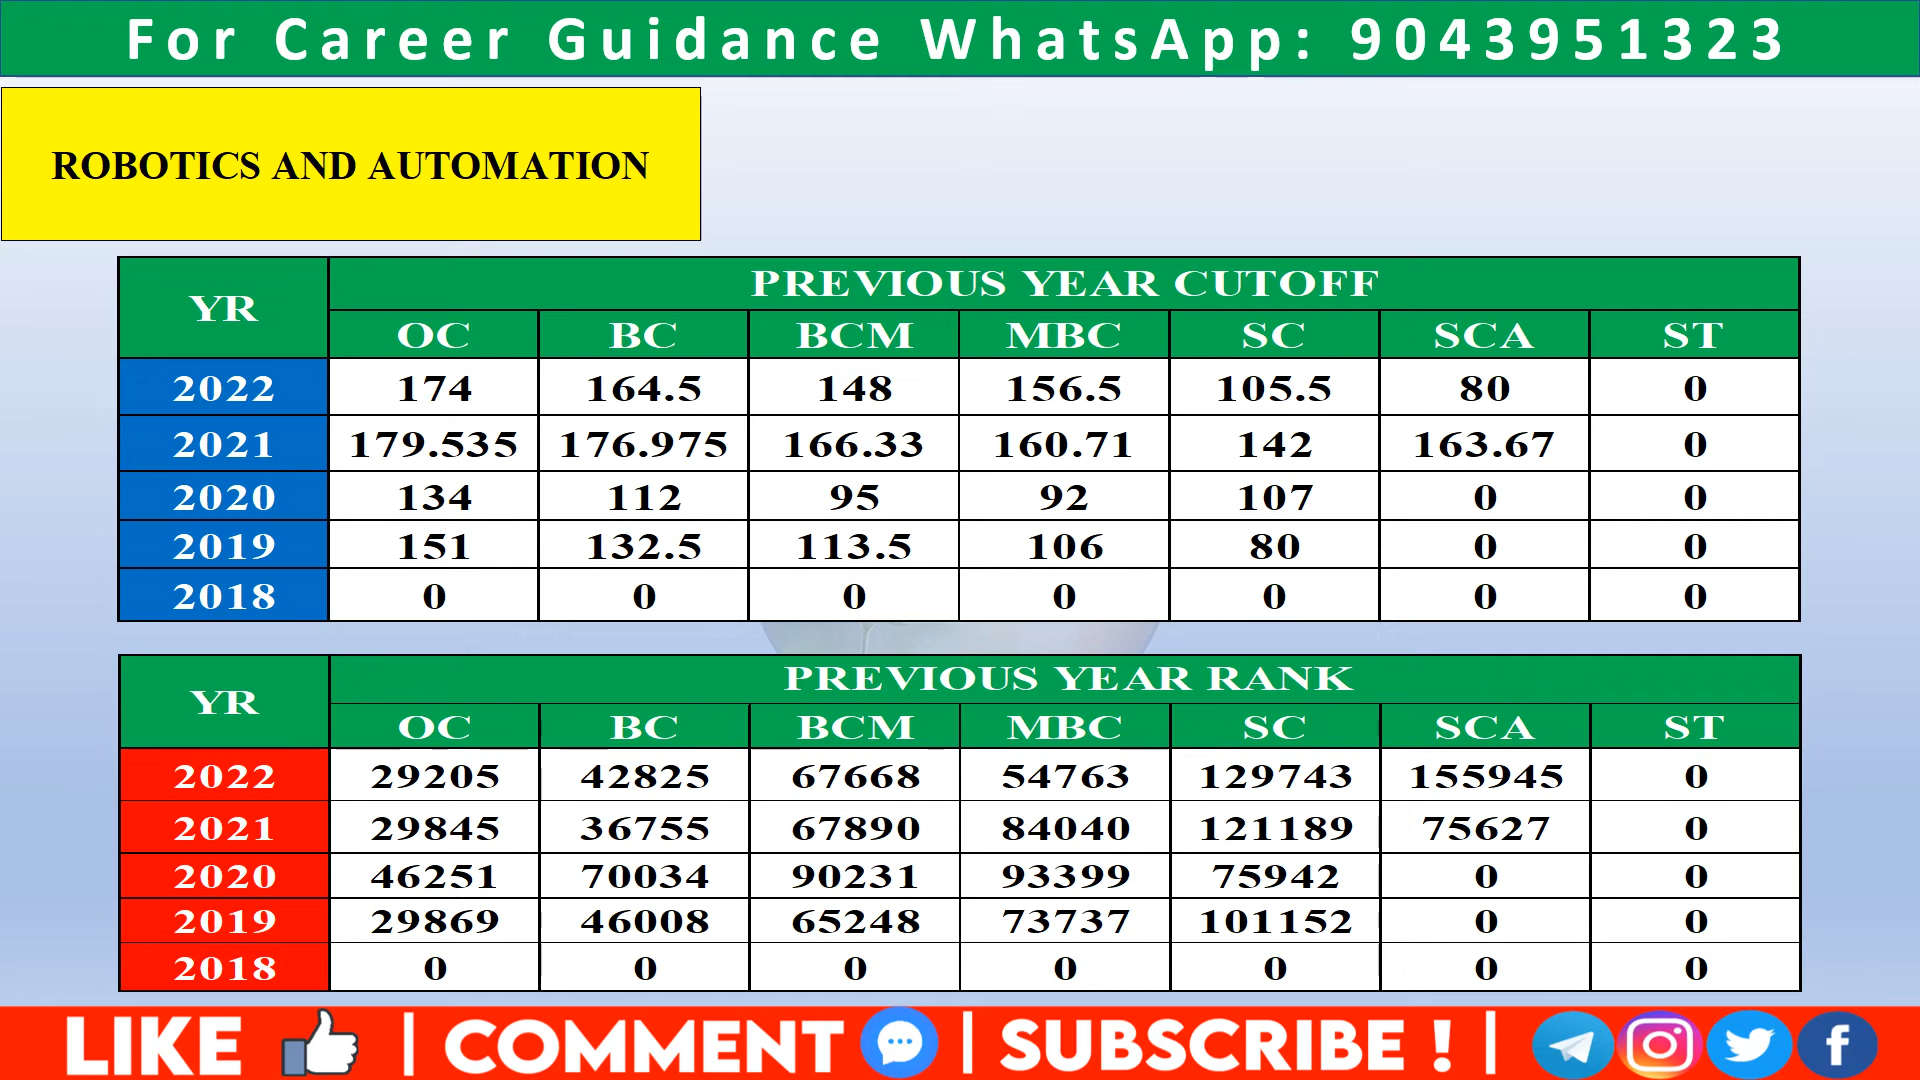 For Career Guidance WhatsApp: 9043951323
ROBOTICS AND AUTOMATION
YR PREVIOUS YEAR CUTOFF
OC BC BCM MBC SC SCA ST
2022 174 164.5 148 156.5 105.5 80 0
2021 179.535 176.975 166.33 160.71 142 163.67 0
2020 134 112 95 92 107 0 0
2019 151 132.5 113.5 106 80 0 0
2018 0 0 0 0 0 0 0
YR PREVIOUS YEAR RANK
OC BC BCM MBC SC SCA ST
2022 29205 42825 67668 54763 129743 155945 0
2021 29845 36755 67890 84040 121189 75627 0
2020 46251 70034 90231 93399 75942 0 0
2019 29869 46008 65248 73737 101152 0 0
2018 0 0 0 0 0 0 0
LIKE | COMMENT | SUBSCRIBE ! |